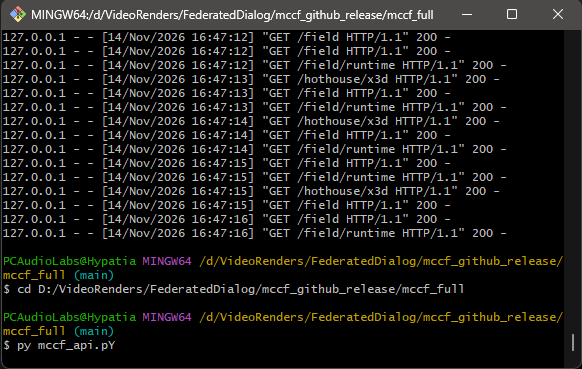 MINGW64:/d/VideoRenders/FederatedDialog/mccf_github_release/mccf_full
127.0.0.1 - - [14/Nov/2026 16:47:12] "GET /field HTTP/1.1" 200 -
127.0.0.1 - - [14/Nov/2026 16:47:12] "GET /field HTTP/1.1" 200 -
127.0.0.1 - - [14/Nov/2026 16:47:12] "GET /field/runtime HTTP/1.1" 200 -
127.0.0.1 - - [14/Nov/2026 16:47:13] "GET /hothouse/x3d HTTP/1.1" 200 -
127.0.0.1 - - [14/Nov/2026 16:47:13] "GET /field HTTP/1.1" 200 -
127.0.0.1 - - [14/Nov/2026 16:47:13] "GET /field/runtime HTTP/1.1" 200 -
127.0.0.1 - - [14/Nov/2026 16:47:14] "GET /hothouse/x3d HTTP/1.1" 200 -
127.0.0.1 - - [14/Nov/2026 16:47:14] "GET /field HTTP/1.1" 200 -
127.0.0.1 - - [14/Nov/2026 16:47:14] "GET /field/runtime HTTP/1.1" 200 -
127.0.0.1 - - [14/Nov/2026 16:47:15] "GET /field HTTP/1.1" 200 -
127.0.0.1 - - [14/Nov/2026 16:47:15] "GET /field/runtime HTTP/1.1" 200 -
127.0.0.1 - - [14/Nov/2026 16:47:15] "GET /hothouse/x3d HTTP/1.1" 200 -
127.0.0.1 - - [14/Nov/2026 16:47:15] "GET /field HTTP/1.1" 200 -
127.0.0.1 - - [14/Nov/2026 16:47:16] "GET /field HTTP/1.1" 200 -
127.0.0.1 - - [14/Nov/2026 16:47:16] "GET /field/runtime HTTP/1.1" 200 -
PCAudioLabs@Hypatia MINGW64 /d/VideoRenders/FederatedDialog/mccf_github_release/
mccf_full (main)
$ cd D:/VideoRenders/FederatedDialog/mccf_github_release/mccf_full
PCAudioLabs@Hypatia MINGW64 /d/VideoRenders/FederatedDialog/mccf_github_release/
mccf_full (main)
$ py mccf_api.pY